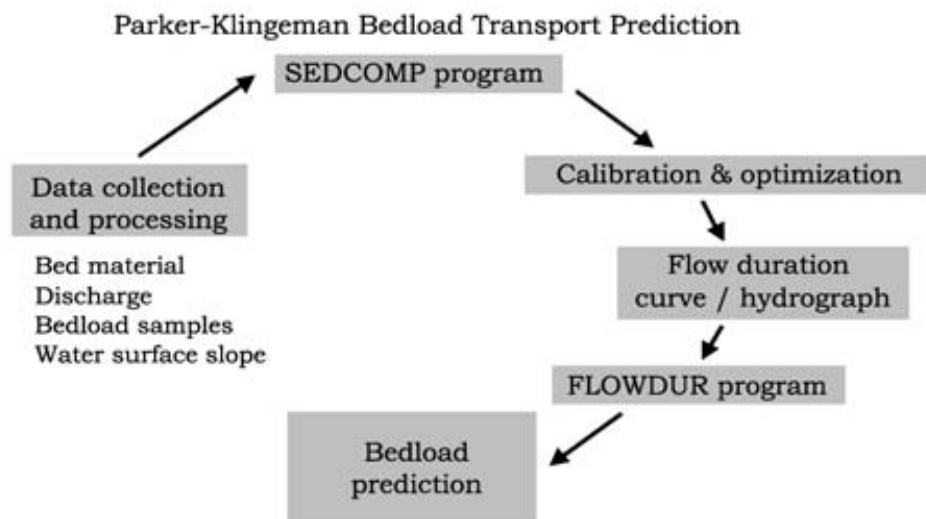 Parker-Klingeman Bedload Transport Prediction
SEDCOMP program
Data collection
and processing
Bed material
Discharge
Bedload samples
Water surface slope
Calibration & optimization
Flow duration
curve / hydrograph
FLOWDUR program
Bedload
prediction